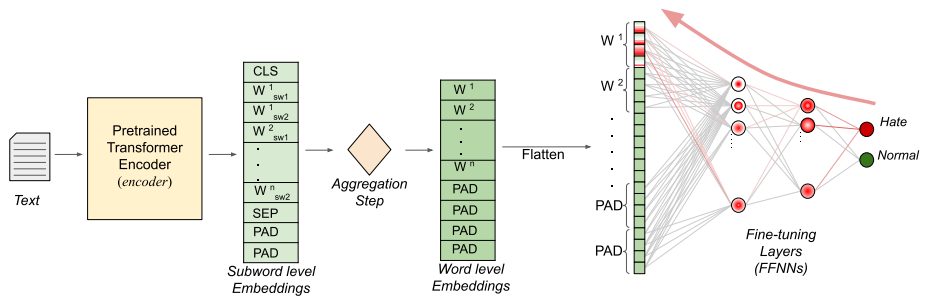 Text
Pretrained
Transformer
Encoder
(encoder)
CLS
W 1 sw1
W 1 sw2
W 2 sw1
.
.
.
W n sw2
SEP
PAD
PAD
Subword level
Embeddings
Aggregation
Step
W 1
W 2
.
.
.
W n
PAD
PAD
PAD
PAD
Word level
Embeddings
Flatten
W 1
W 2
.
.
.
.
PAD
PAD
Hate
Normal
Fine-tuning
Layers
(FFNNs)